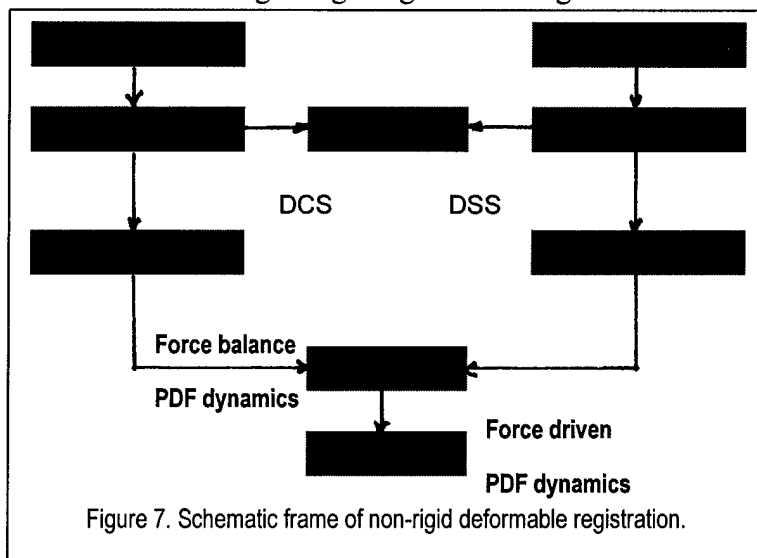 DCS DSS
Force balance
PDF dynamics
Force driven
PDF dynamics
Figure 7. Schematic frame of non-rigid deformable registration.